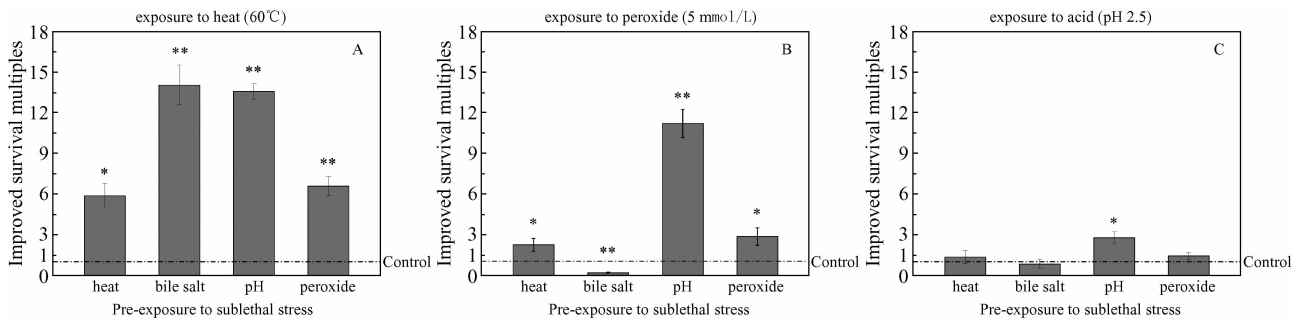 exposure to heat (60℃)
Improved survival multiples
18
15
12
9
6
3
1
0
A
*
**
**
**
Control
heat bile salt pH peroxide
Pre-exposure to sublethal stress
exposure to peroxide (5 mmol/L)
Improved survival multiples
18
15
12
9
6
3
1
0
B
*
**
**
*
Control
heat bile salt pH peroxide
Pre-exposure to sublethal stress
exposure to acid (pH 2.5)
Improved survival multiples
18
15
12
9
6
3
1
0
C
*
Control
heat bile salt pH peroxide
Pre-exposure to sublethal stress